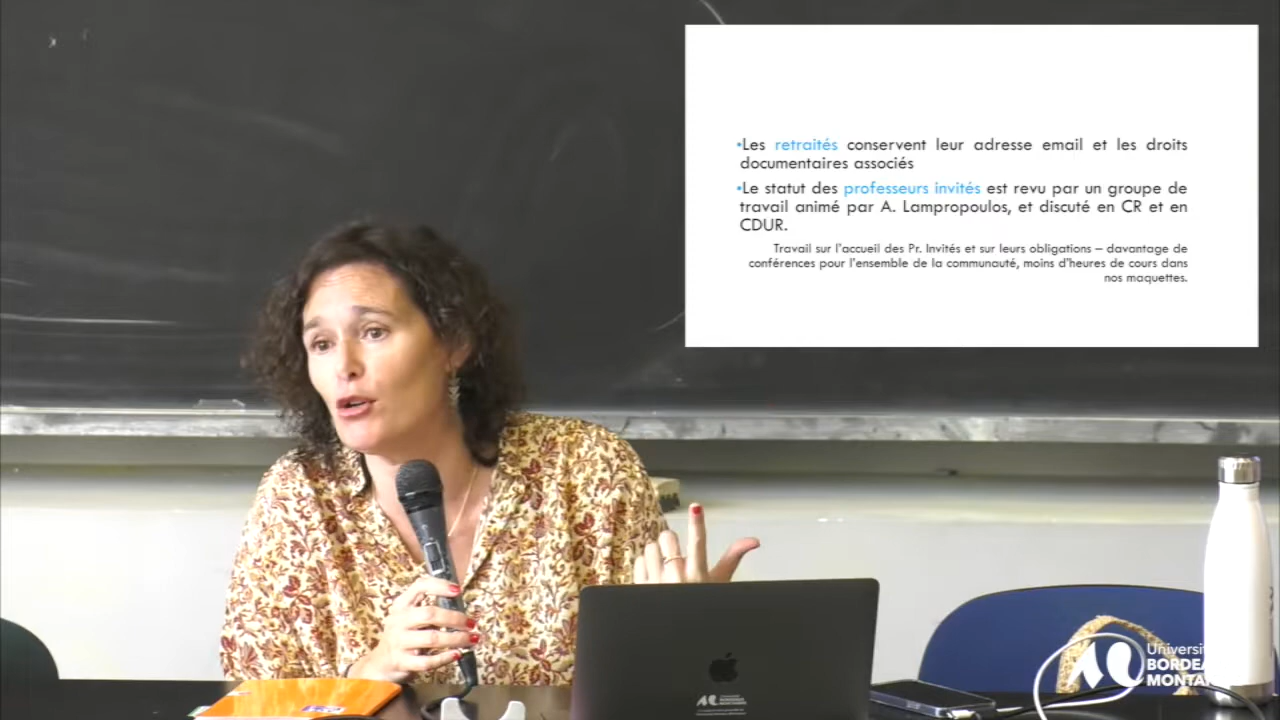 •Les retraités conservent leur adresse email et les droits
documentaires associés
•Le statut des professeurs invités est revu par un groupe de
travail animé par A. Lampropoulos, et discuté en CR et en
CDUR.
Travail sur l'accueil des Pr. Invités et sur leurs obligations – davantage de
conférences pour l'ensemble de la communauté, moins d'heures de cours dans
nos maquettes.